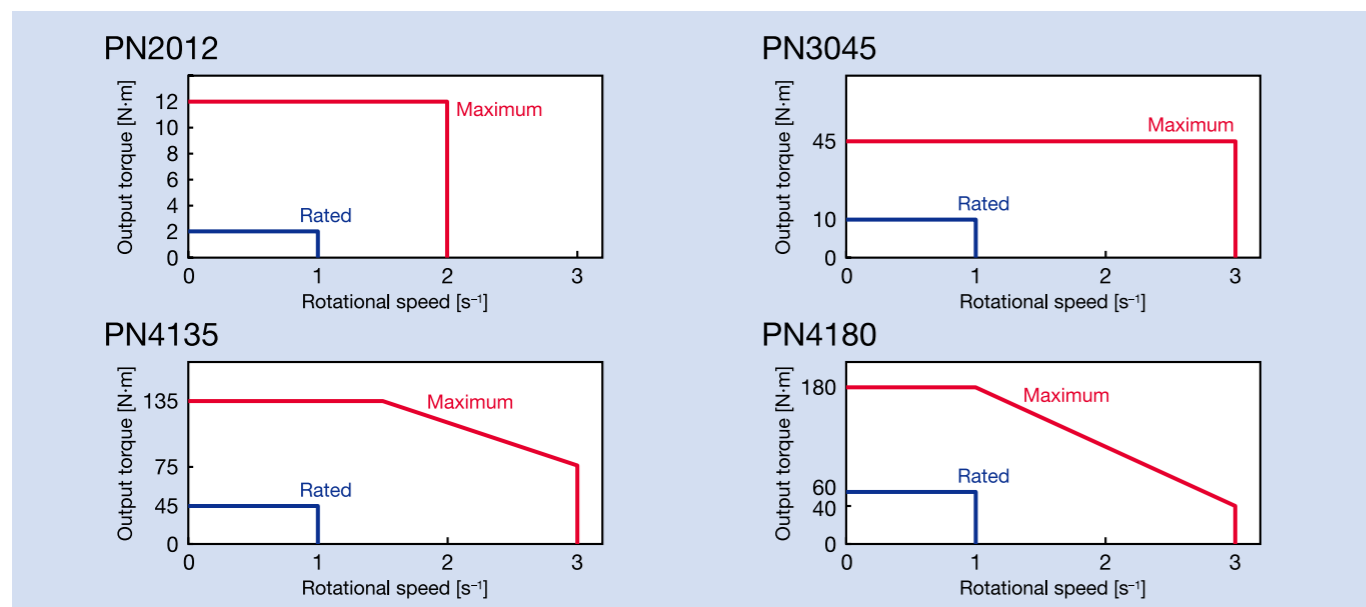 PN2012
Output torque [N·m]
12
10
8
6
4
2
0
Maximum
Rated
0 1 2 3
Rotational speed [s⁻¹]
PN3045
Output torque [N·m]
45
10
0
Maximum
Rated
0 1 2 3
Rotational speed [s⁻¹]
PN4135
Output torque [N·m]
135
75
45
0
Maximum
Rated
0 1 2 3
Rotational speed [s⁻¹]
PN4180
Output torque [N·m]
180
60
40
0
Maximum
Rated
0 1 2 3
Rotational speed [s⁻¹]